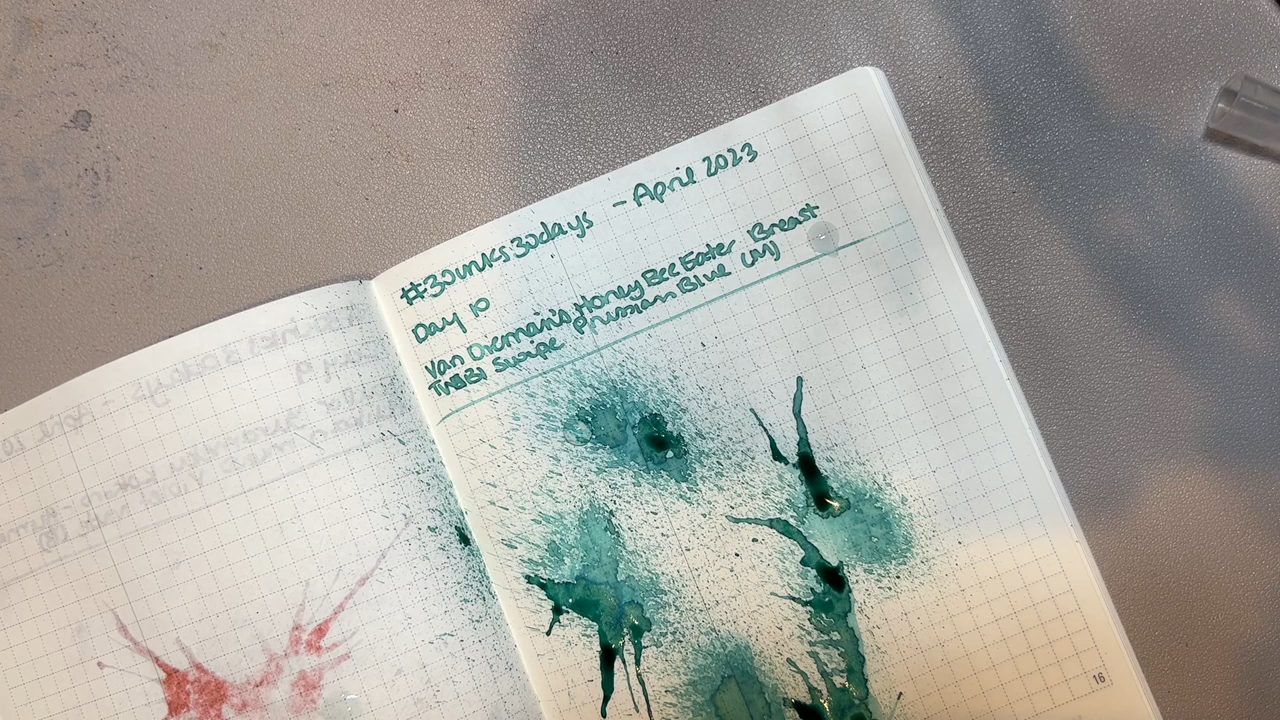 #30inks30days - April 2023
Day 10
Van Dieman's Honey Bee Eater Breast
TWSBI Swipe Prussian Blue (M)
16